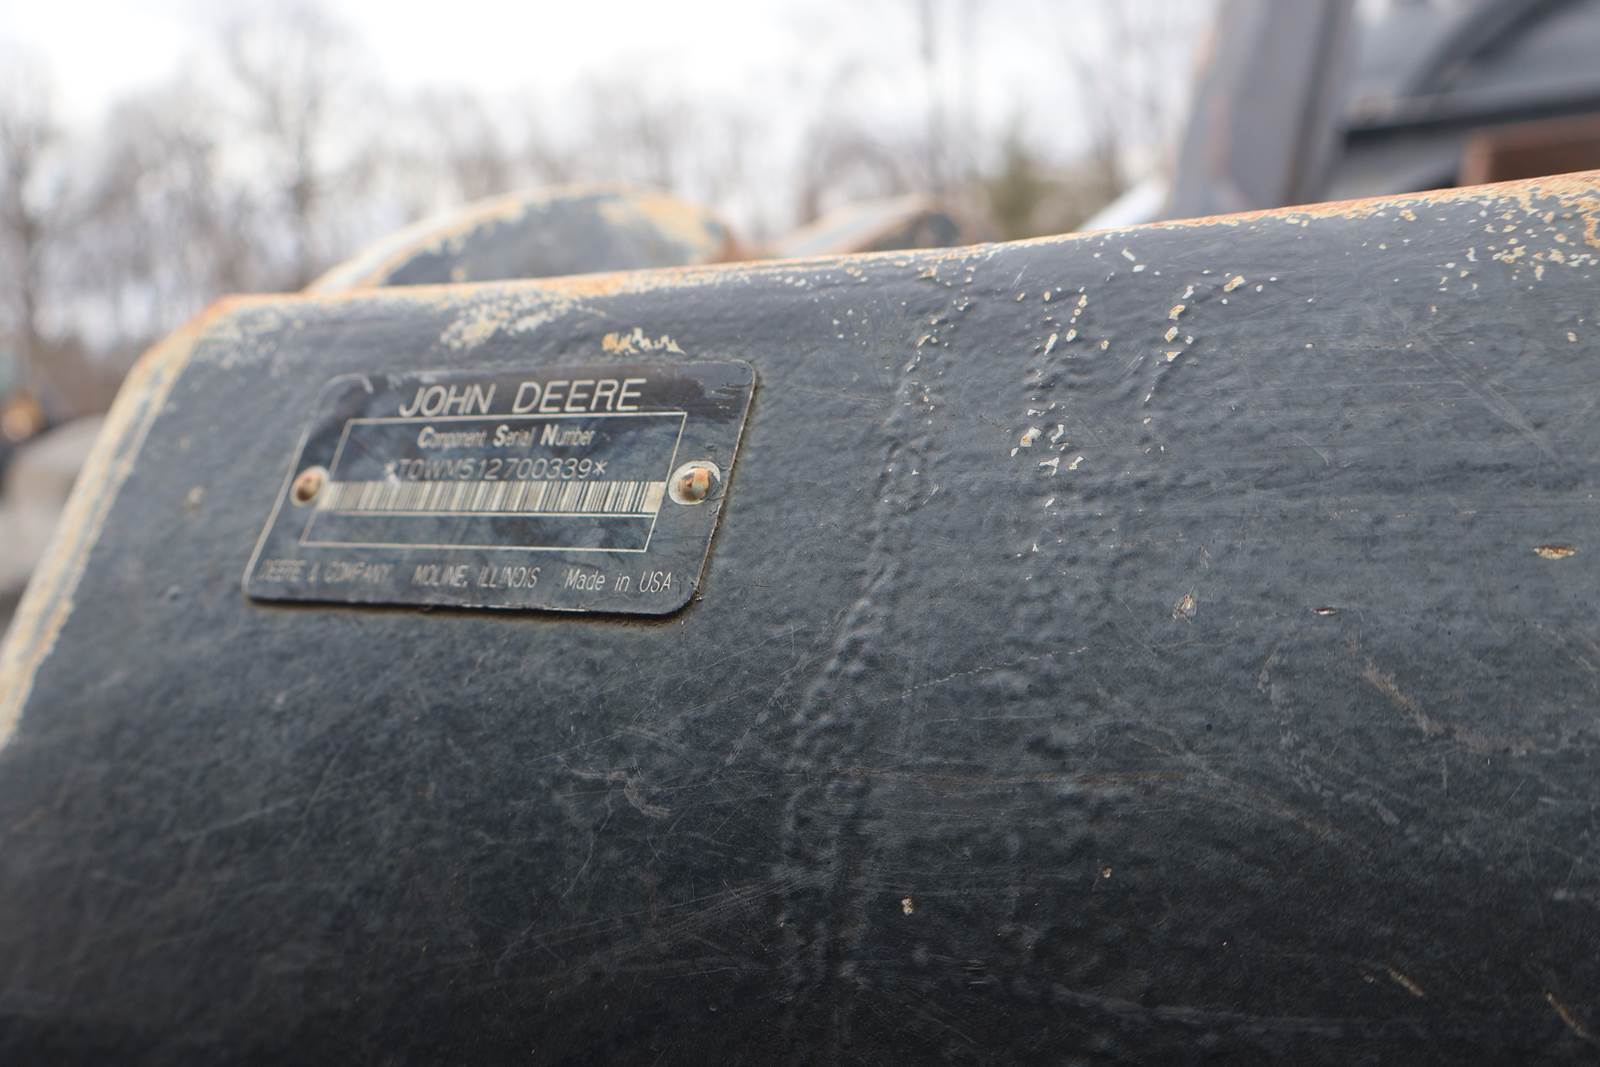 JOHN DEERE
Component Serial Number
*T0WM512700339*
DEERE & COMPANY MOLINE, ILLINOIS Made in USA